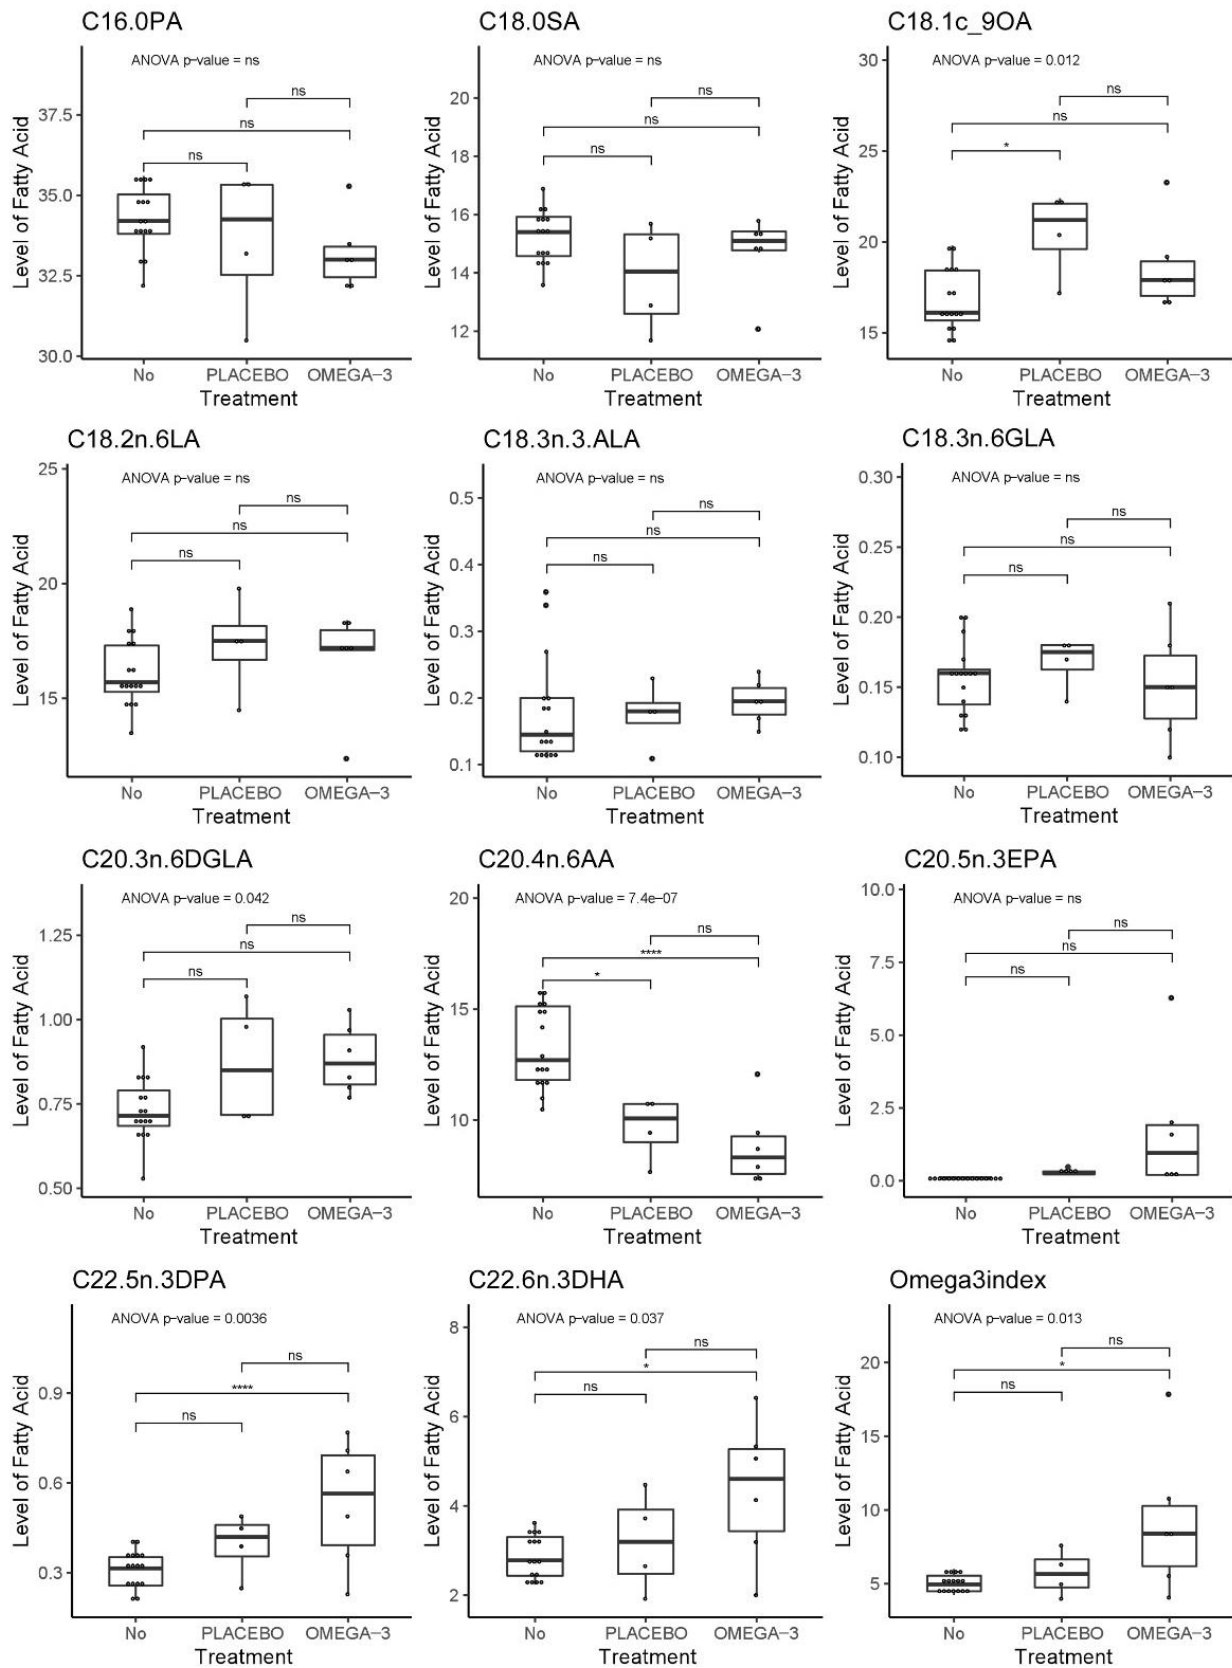 C16.0PA
ANOVA p-value = ns
ns
ns
ns
37.5
35.0
32.5
30.0
Level of Fatty Acid
No PLACEBO OMEGA-3
Treatment
C18.0SA
ANOVA p-value = ns
ns
ns
ns
20
18
16
14
12
Level of Fatty Acid
No PLACEBO OMEGA-3
Treatment
C18.1c_9OA
ANOVA p-value = 0.012
ns
ns
*
30
25
20
15
Level of Fatty Acid
No PLACEBO OMEGA-3
Treatment
C18.2n.6LA
ANOVA p-value = ns
ns
ns
ns
25
20
15
Level of Fatty Acid
No PLACEBO OMEGA-3
Treatment
C18.3n.3.ALA
ANOVA p-value = ns
ns
ns
ns
0.5
0.4
0.3
0.2
0.1
Level of Fatty Acid
No PLACEBO OMEGA-3
Treatment
C18.3n.6GLA
ANOVA p-value = ns
ns
ns
ns
0.30
0.25
0.20
0.15
0.10
Level of Fatty Acid
No PLACEBO OMEGA-3
Treatment
C20.3n.6DGLA
ANOVA p-value = 0.042
ns
ns
ns
1.25
1.00
0.75
0.50
Level of Fatty Acid
No PLACEBO OMEGA-3
Treatment
C20.4n.6AA
ANOVA p-value = 7.4e-07
ns
****
*
20
15
10
Level of Fatty Acid
No PLACEBO OMEGA-3
Treatment
C20.5n.3EPA
ANOVA p-value = ns
ns
ns
ns
10.0
7.5
5.0
2.5
0.0
Level of Fatty Acid
No PLACEBO OMEGA-3
Treatment
C22.5n.3DPA
ANOVA p-value = 0.0036
ns
****
ns
0.9
0.6
0.3
Level of Fatty Acid
No PLACEBO OMEGA-3
Treatment
C22.6n.3DHA
ANOVA p-value = 0.037
ns
*
ns
8
6
4
2
Level of Fatty Acid
No PLACEBO OMEGA-3
Treatment
Omega3index
ANOVA p-value = 0.013
ns
*
ns
20
15
10
5
Level of Fatty Acid
No PLACEBO OMEGA-3
Treatment